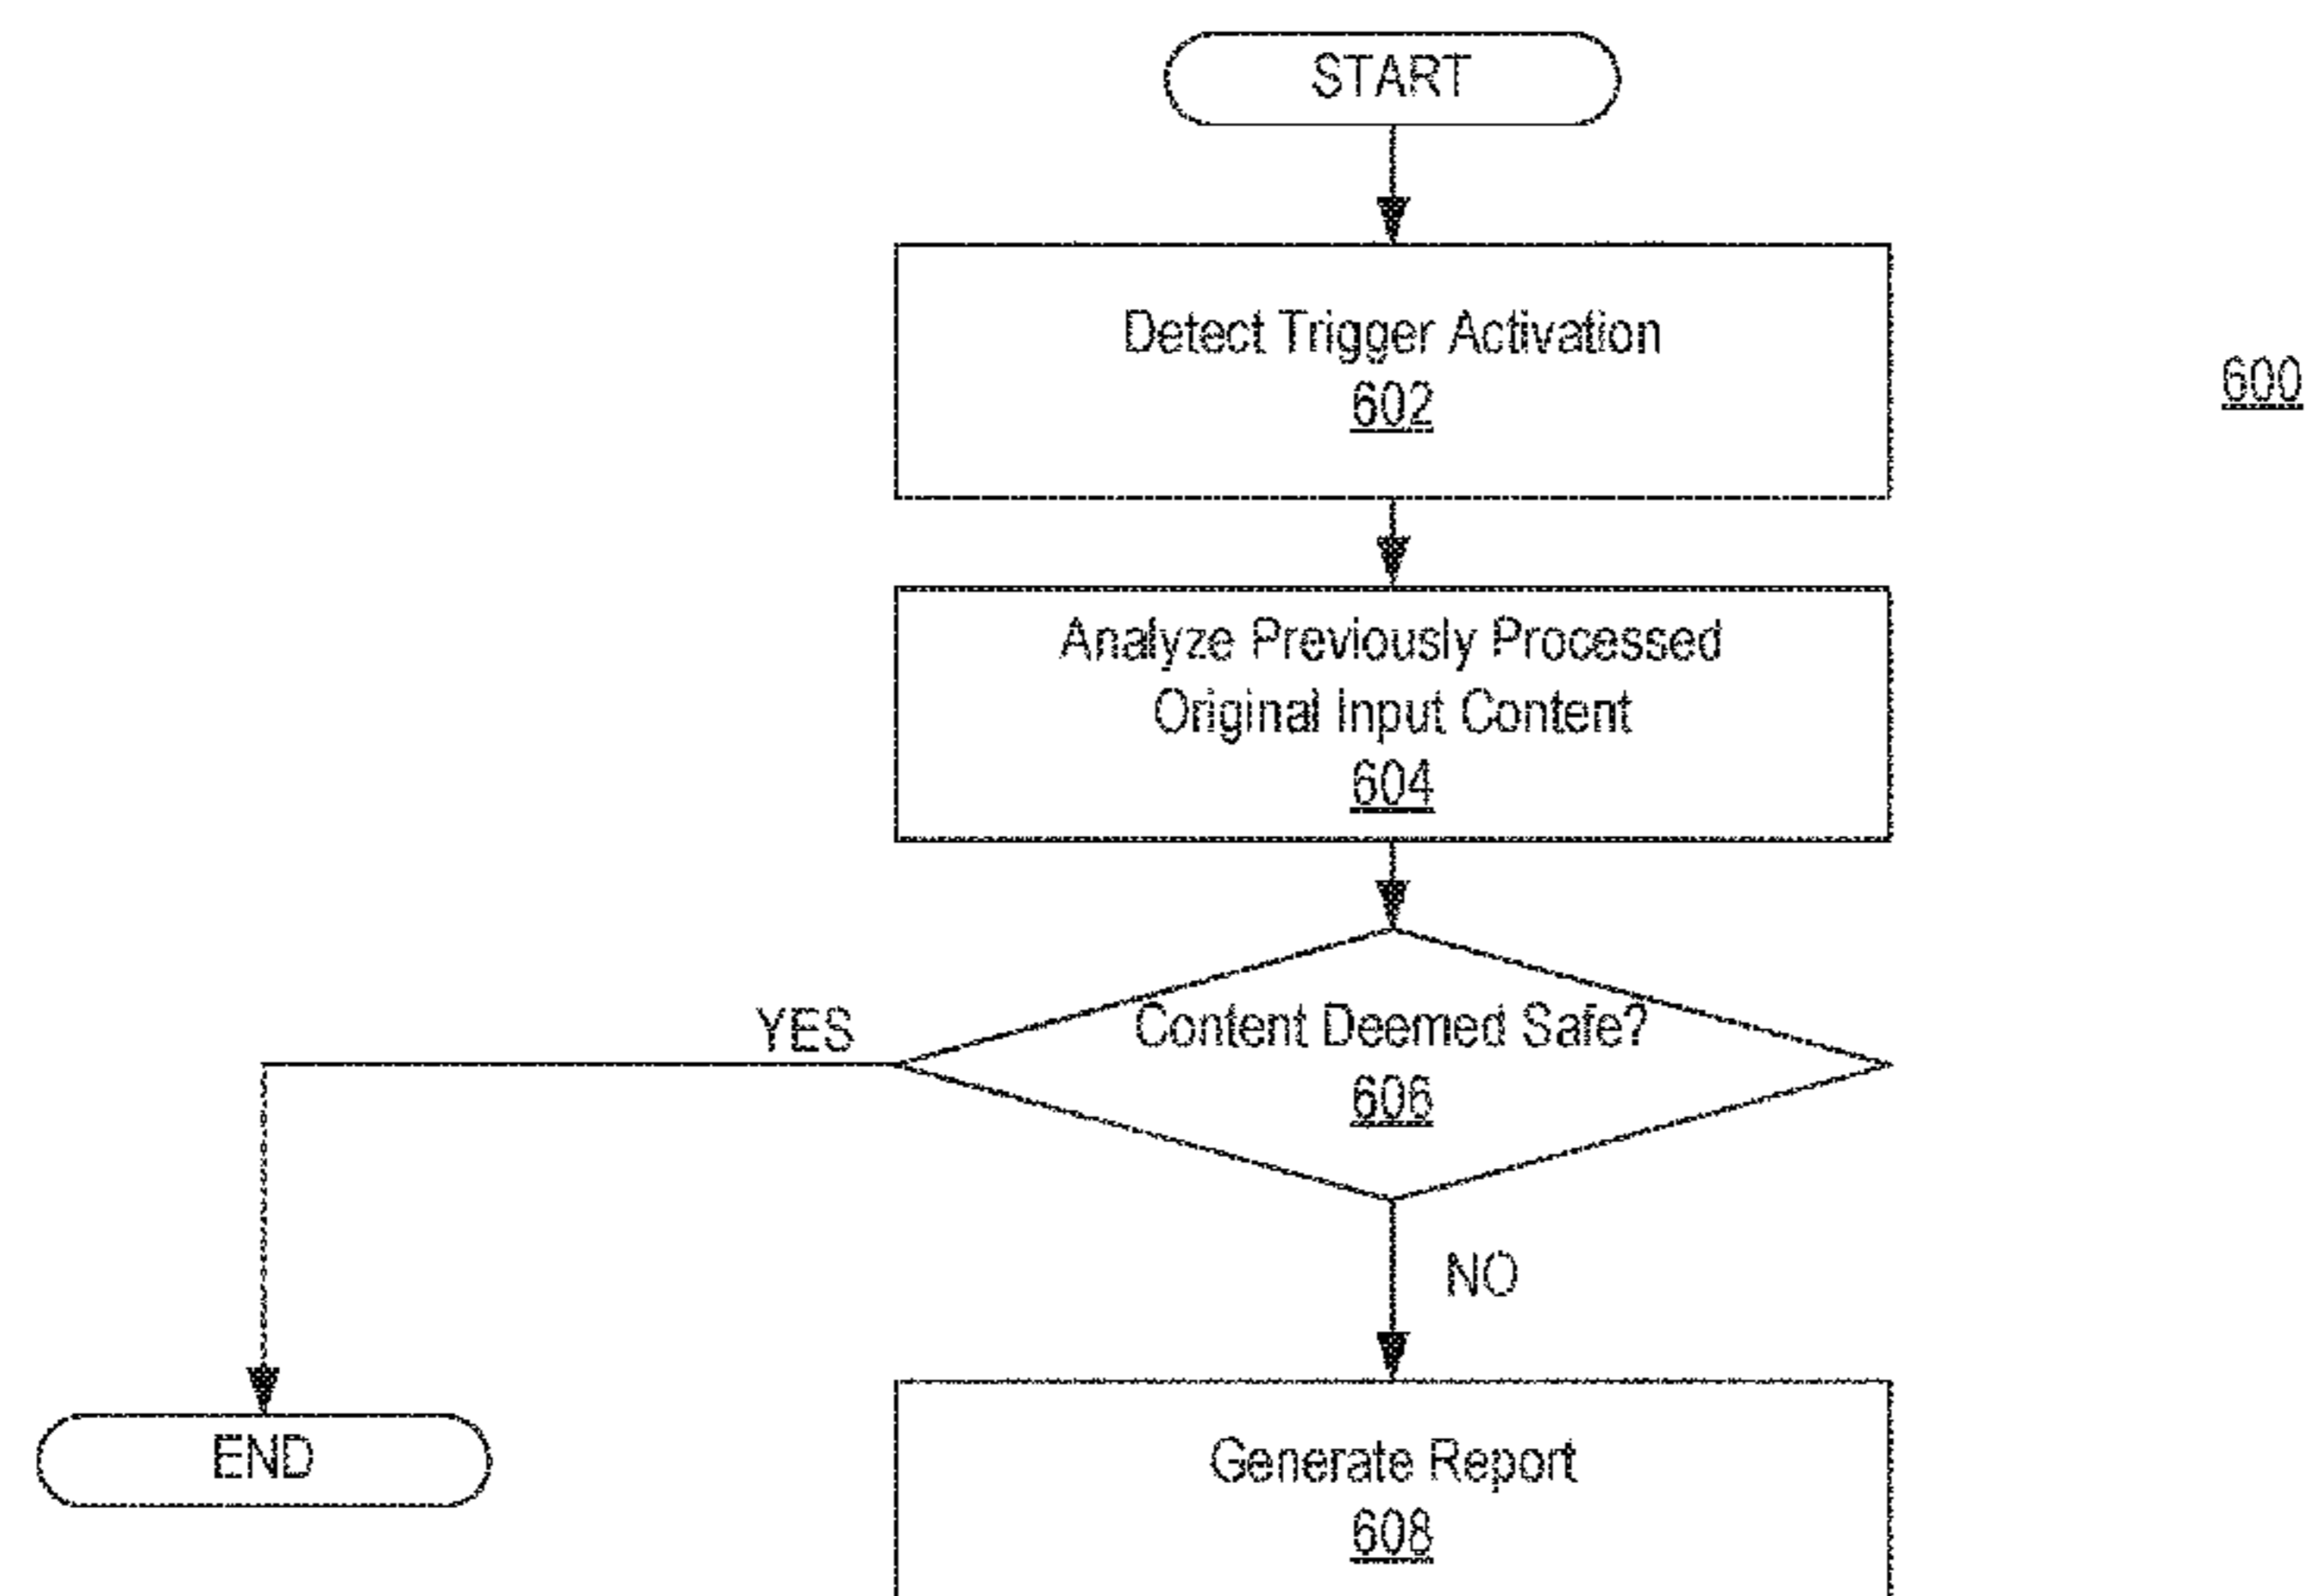 START
Detect Trigger Activation
602
600
Analyze Previously Processed
Original Input Content
604
YES
Content Deemed Safe?
606
NO
END
Generate Report
608